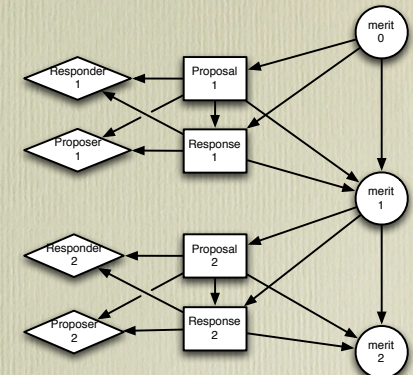 merit
0
Responder
1
Proposal
1
Proposer
1
Response
1
merit
1
Responder
2
Proposal
2
Proposer
2
Response
2
merit
2